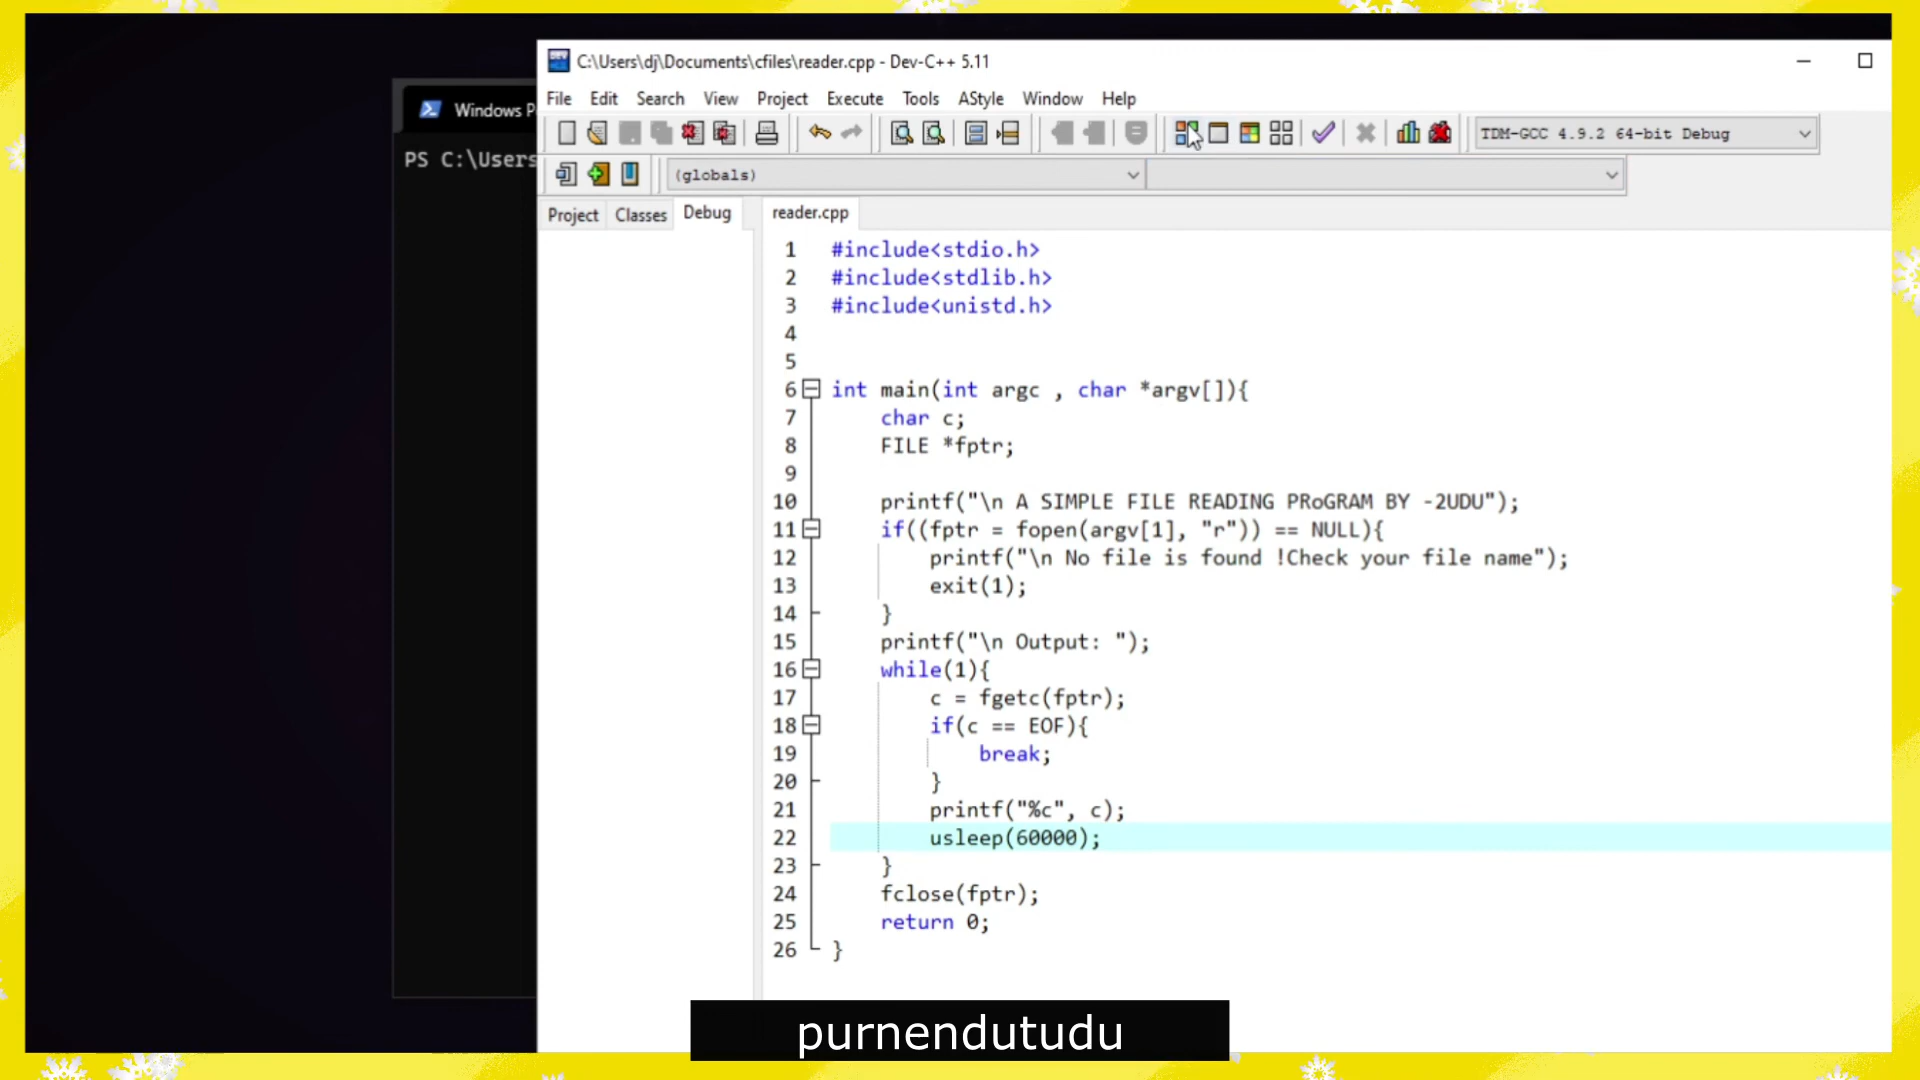 C:\Users\dj\Documents\cfiles\reader.cpp - Dev-C++ 5.11
Windows P
PS C:\Users
File Edit Search View Project Execute Tools AStyle Window Help
TDM-GCC 4.9.2 64-bit Debug
(globals)
Project Classes Debug
reader.cpp
1 #include<stdio.h>
2 #include<stdlib.h>
3 #include<unistd.h>
4
5
6 int main(int argc , char *argv[]){
7 char c;
8 FILE *fptr;
9
10 printf("\n A SIMPLE FILE READING PRoGRAM BY -2UDU");
11 if((fptr = fopen(argv[1], "r")) == NULL){
12 printf("\n No file is found !Check your file name");
13 exit(1);
14 }
15 printf("\n Output: ");
16 while(1){
17 c = fgetc(fptr);
18 if(c == EOF){
19 break;
20 }
21 printf("%c", c);
22 usleep(60000);
23 }
24 fclose(fptr);
25 return 0;
26 }
purnendutudu